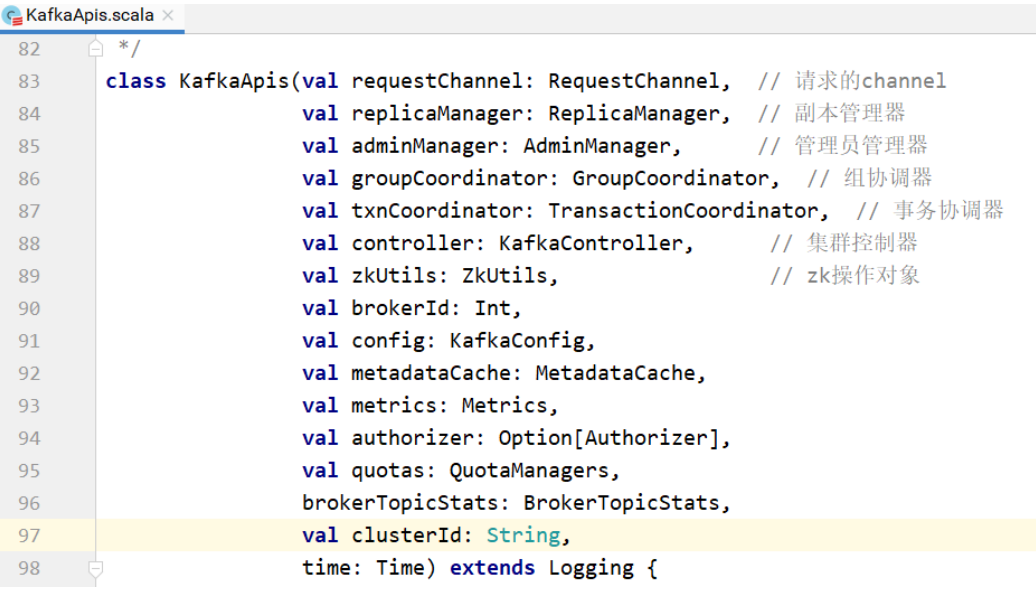 KafkaApis.scala
82 */
83 class KafkaApis(val requestChannel: RequestChannel, // 请求的channel
84 val replicaManager: ReplicaManager, // 副本管理器
85 val adminManager: AdminManager, // 管理员管理器
86 val groupCoordinator: GroupCoordinator, // 组协调器
87 val txnCoordinator: TransactionCoordinator, // 事务协调器
88 val controller: KafkaController, // 集群控制器
89 val zkUtils: ZkUtils, // zk操作对象
90 val brokerId: Int,
91 val config: KafkaConfig,
92 val metadataCache: MetadataCache,
93 val metrics: Metrics,
94 val authorizer: Option[Authorizer],
95 val quotas: QuotaManagers,
96 brokerTopicStats: BrokerTopicStats,
97 val clusterId: String,
98 time: Time) extends Logging {